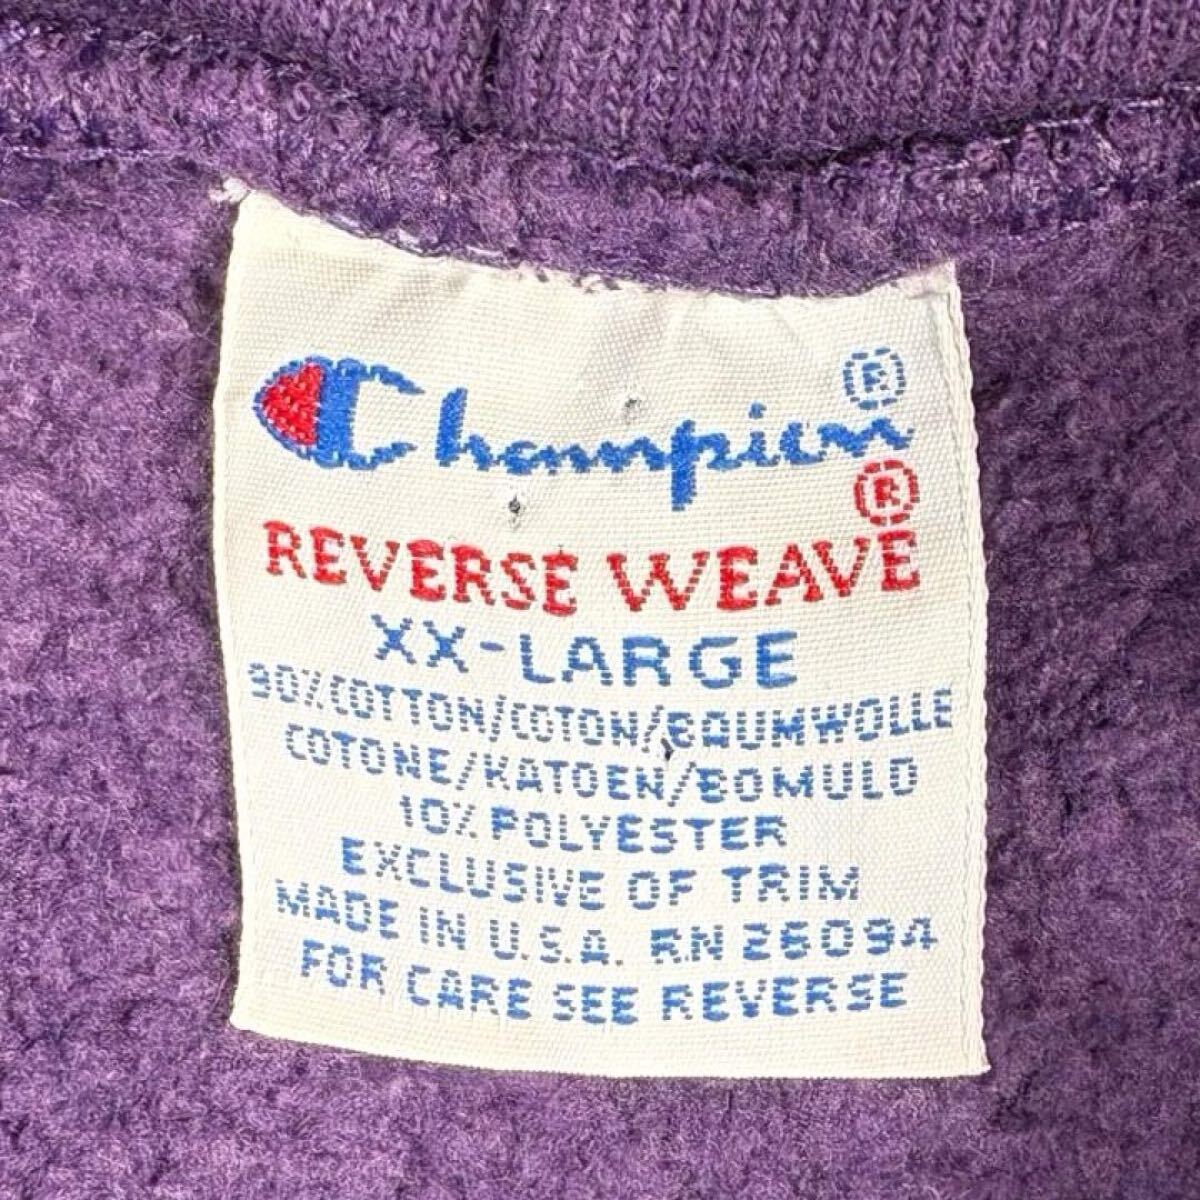 Champion ®
REVERSE WEAVE ®
XX-LARGE
90% COTTON/COTON/BAUMWOLLE
COTONE/KATOEN/BOMULD
10% POLYESTER
EXCLUSIVE OF TRIM
MADE IN U.S.A. RN 26094
FOR CARE SEE REVERSE